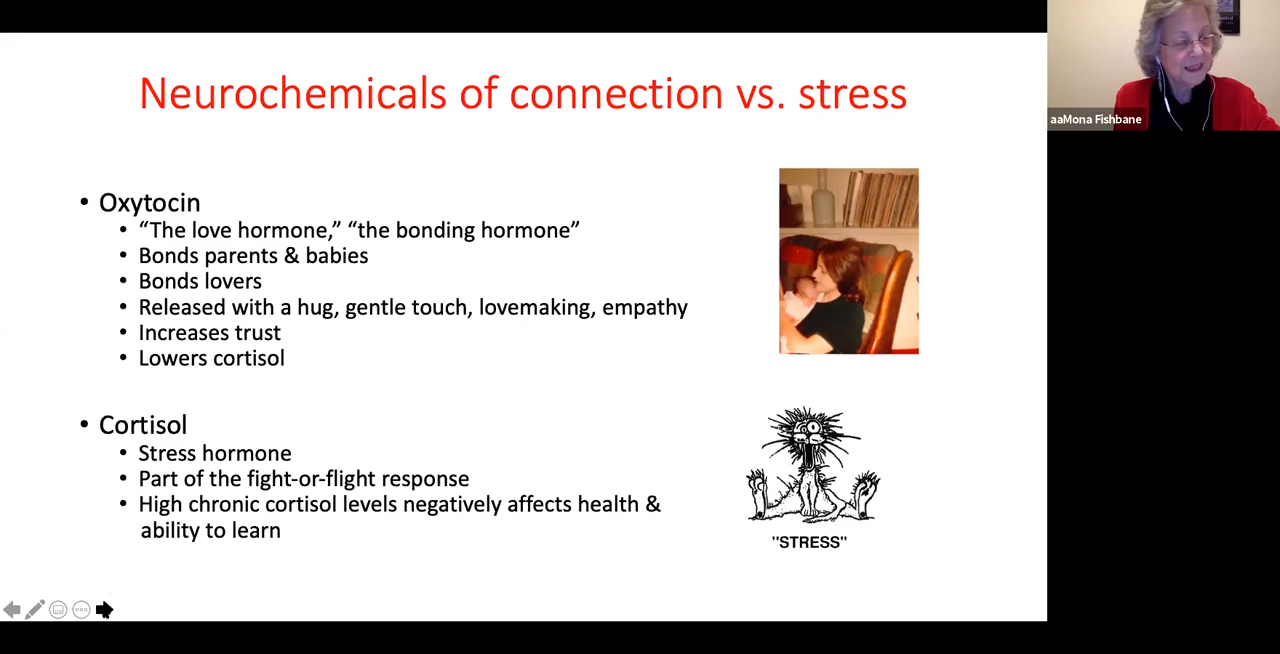 Neurochemicals of connection vs. stress
aaMona Fishbane
• Oxytocin
• “The love hormone,” “the bonding hormone”
• Bonds parents & babies
• Bonds lovers
• Released with a hug, gentle touch, lovemaking, empathy
• Increases trust
• Lowers cortisol
• Cortisol
• Stress hormone
• Part of the fight-or-flight response
• High chronic cortisol levels negatively affects health &
ability to learn
"STRESS"